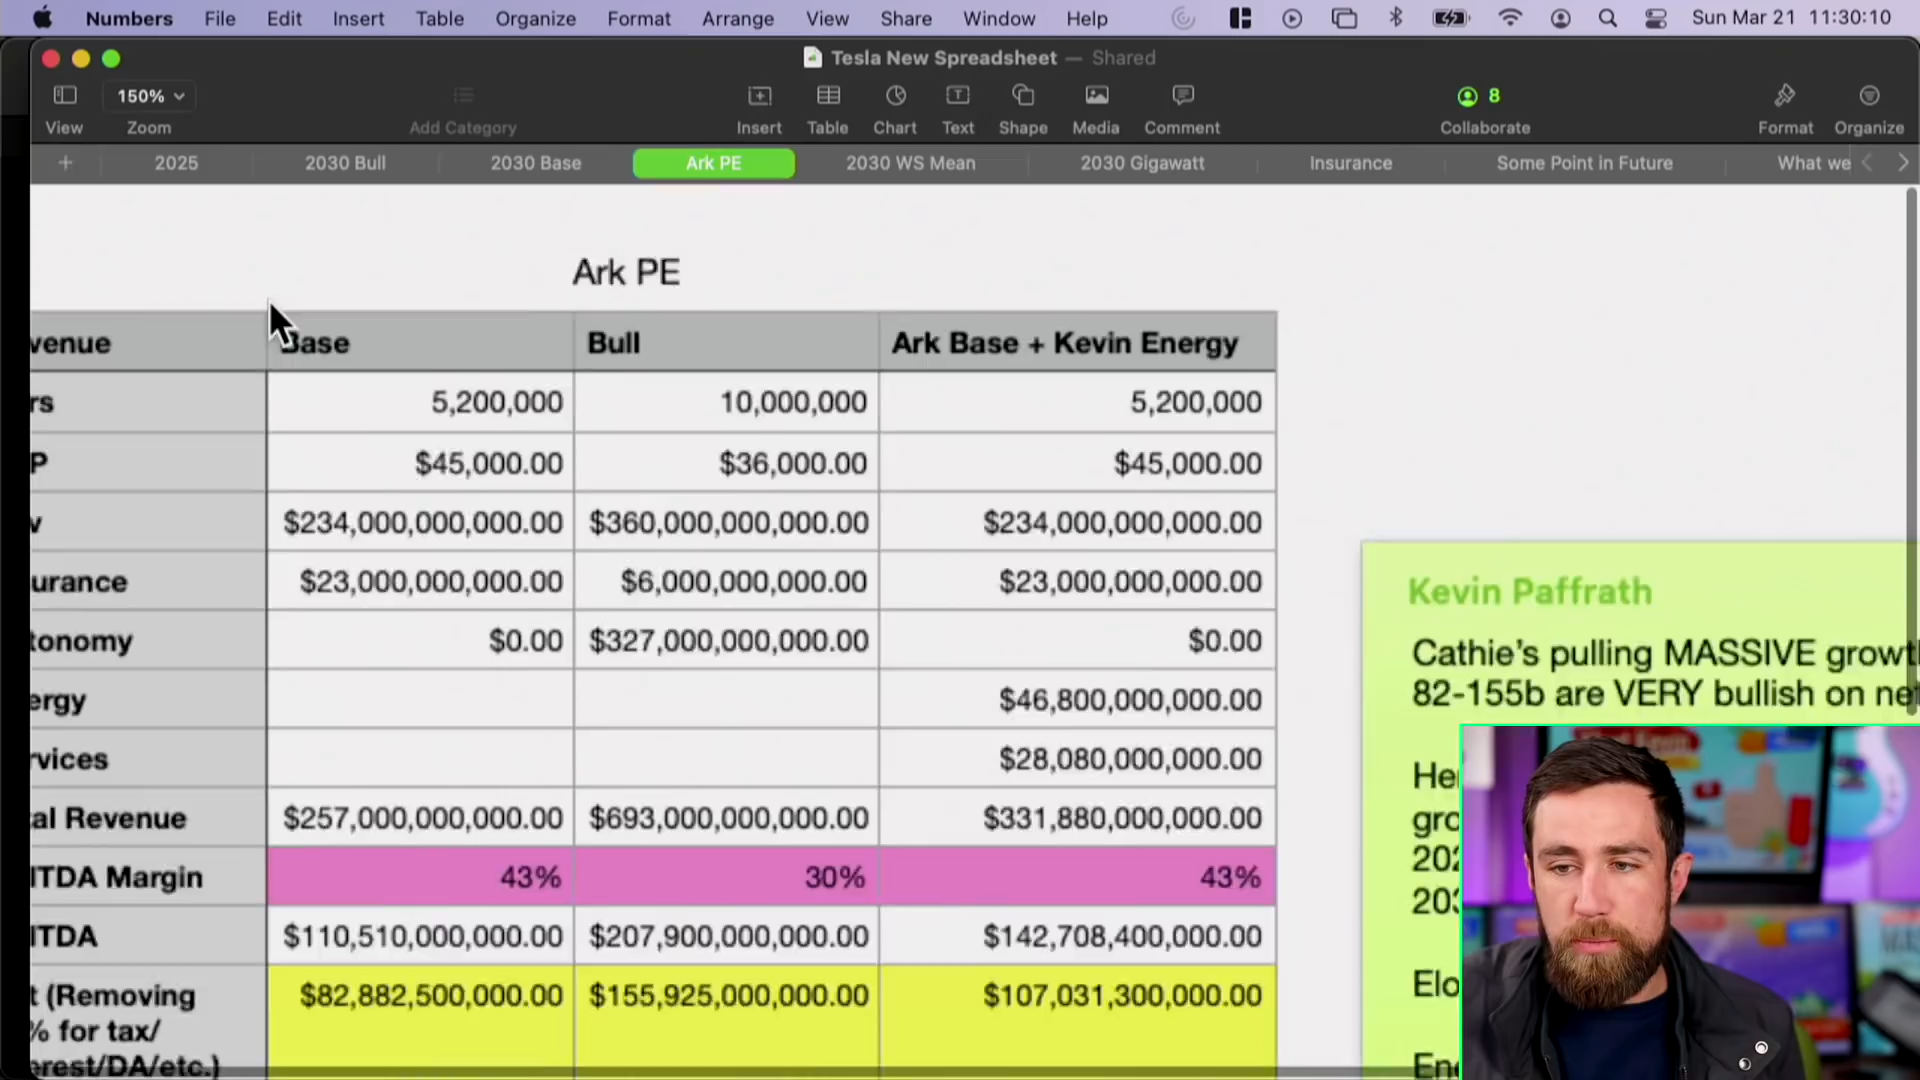 Numbers File Edit Insert Table Organize Format Arrange View Share Window Help Sun Mar 21 11:30:10
Tesla New Spreadsheet — Shared
150% 8
View Zoom Add Category Insert Table Chart Text Shape Media Comment Collaborate Format Organize
+ 2025 2030 Bull 2030 Base Ark PE 2030 WS Mean 2030 Gigawatt Insurance Some Point in Future What we
Ark PE
venue Base Bull Ark Base + Kevin Energy
rs 5,200,000 10,000,000 5,200,000
P $45,000.00 $36,000.00 $45,000.00
v $234,000,000,000.00 $360,000,000,000.00 $234,000,000,000.00
urance $23,000,000,000.00 $6,000,000,000.00 $23,000,000,000.00
tonomy $0.00 $327,000,000,000.00 $0.00
ergy $46,800,000,000.00
rvices $28,080,000,000.00
al Revenue $257,000,000,000.00 $693,000,000,000.00 $331,880,000,000.00
ITDA Margin 43% 30% 43%
ITDA $110,510,000,000.00 $207,900,000,000.00 $142,708,400,000.00
t (Removing $82,882,500,000.00 $155,925,000,000.00 $107,031,300,000.00
% for tax/
erest/DA/etc.)
Kevin Paffrath
Cathie's pulling MASSIVE growt
82-155b are VERY bullish on ne
He
gro
202
203
Elo
Ene